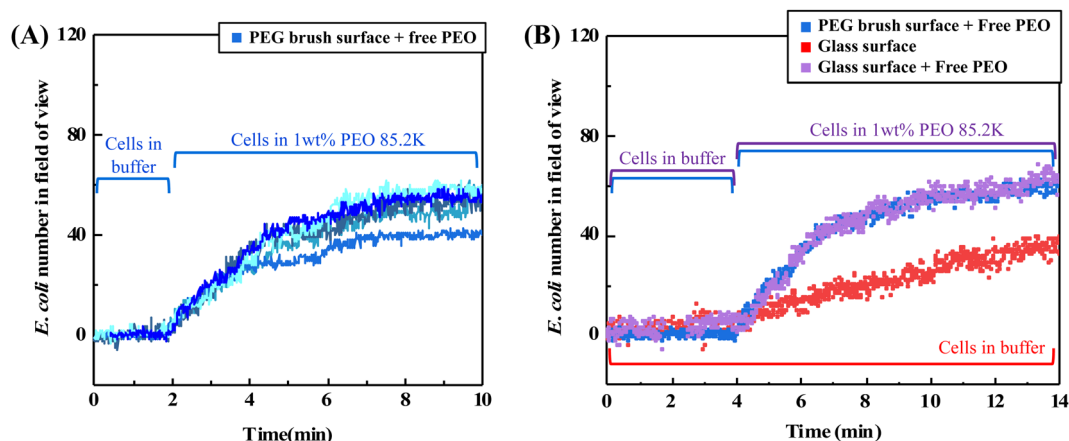 (A)
120
80
40
0
E. coli number in field of view
PEG brush surface + free PEO
Cells in
buffer
Cells in 1wt% PEO 85.2K
0 2 4 6 8 10
Time(min)
(B)
120
80
40
0
E. coli number in field of view
PEG brush surface + Free PEO
Glass surface
Glass surface + Free PEO
Cells in 1wt% PEO 85.2K
Cells in buffer
Cells in buffer
0 2 4 6 8 10 12 14
Time (min)